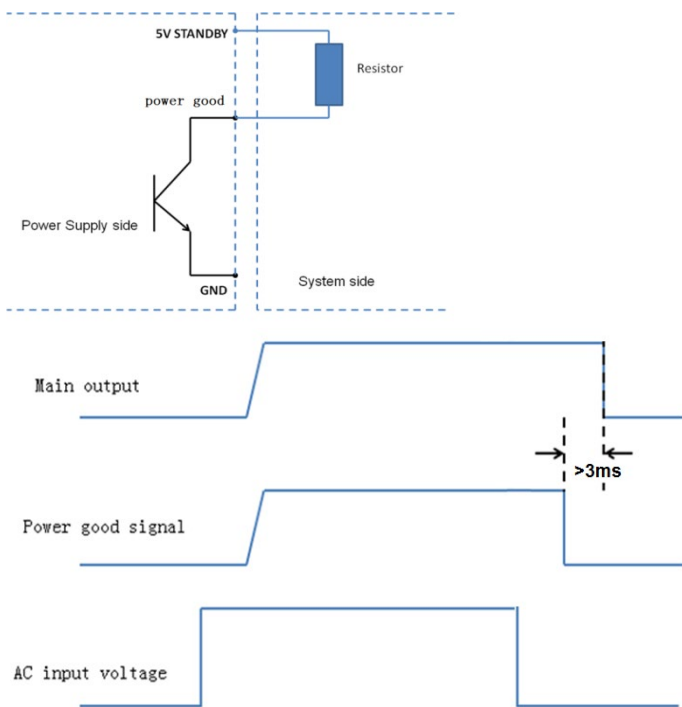 5V STANDBY
Resistor
power good
Power Supply side
System side
GND
Main output
>3ms
Power good signal
AC input voltage